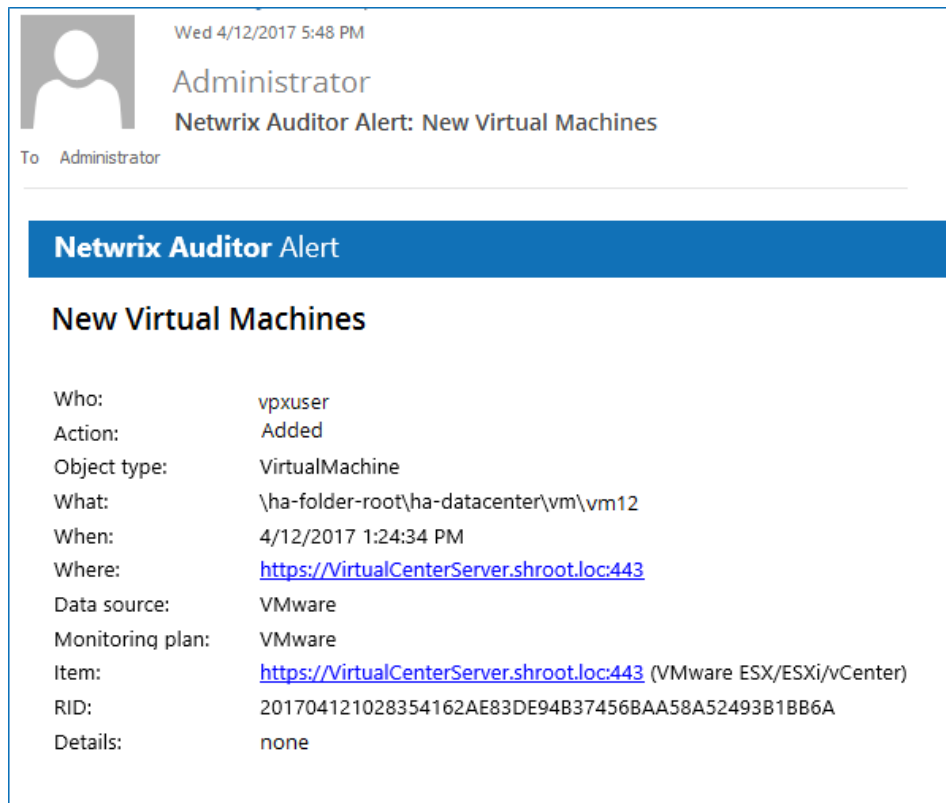 Wed 4/12/2017 5:48 PM
Administrator
Netwrix Auditor Alert: New Virtual Machines
To Administrator
Netwrix Auditor Alert
New Virtual Machines
Who: vpxuser
Action: Added
Object type: VirtualMachine
What: \ha-folder-root\ha-datacenter\vm\vm12
When: 4/12/2017 1:24:34 PM
Where: https://VirtualCenterServer.shroot.loc:443
Data source: VMware
Monitoring plan: VMware
Item: https://VirtualCenterServer.shroot.loc:443 (VMware ESX/ESXi/vCenter)
RID: 201704121028354162AE83DE94B37456BAA58A52493B1BB6A
Details: none